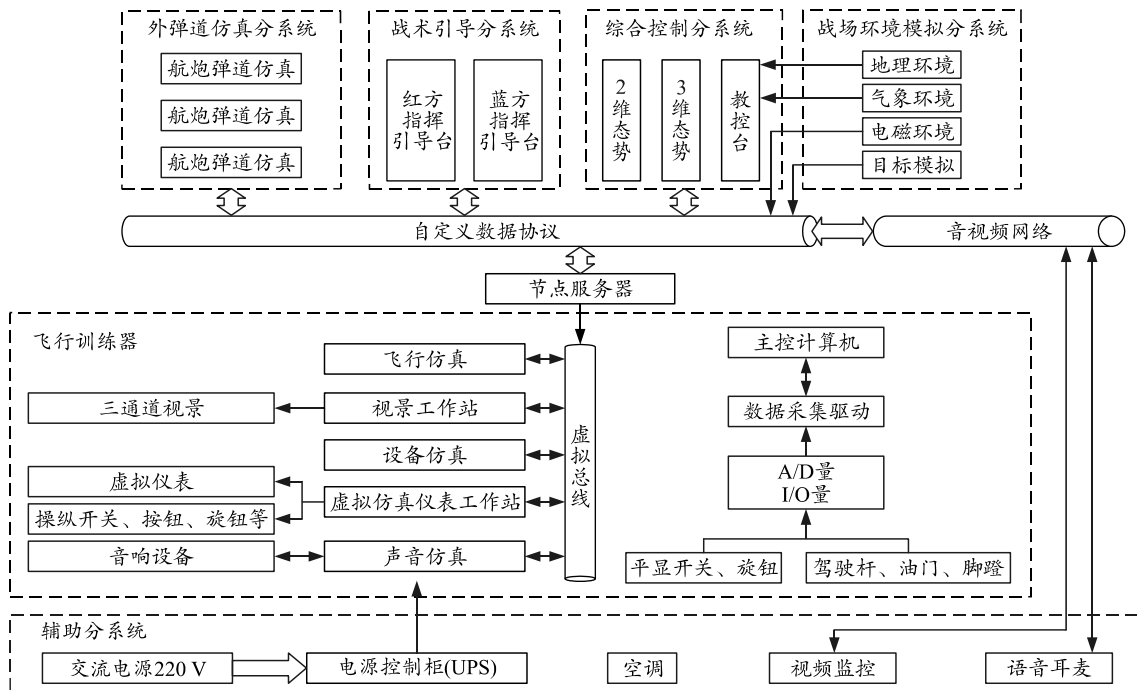 外弹道仿真分系统
航炮弹道仿真
航炮弹道仿真
航炮弹道仿真
战术引导分系统
红方
指挥
引导台
蓝方
指挥
引导台
综合控制分系统
2维态势
3维态势
教控台
战场环境模拟分系统
地理环境
气象环境
电磁环境
目标模拟
自定义数据协议
音视频网络
节点服务器
飞行训练器
飞行仿真
三通道视景
视景工作站
设备仿真
虚拟仪表
虚拟仿真仪表工作站
操纵开关、按钮、旋钮等
音响设备
声音仿真
虚拟总线
主控计算机
数据采集驱动
A/D量
I/O量
平显开关、旋钮
驾驶杆、油门、脚蹬
辅助分系统
交流电源220 V
电源控制柜(UPS)
空调
视频监控
语音耳麦